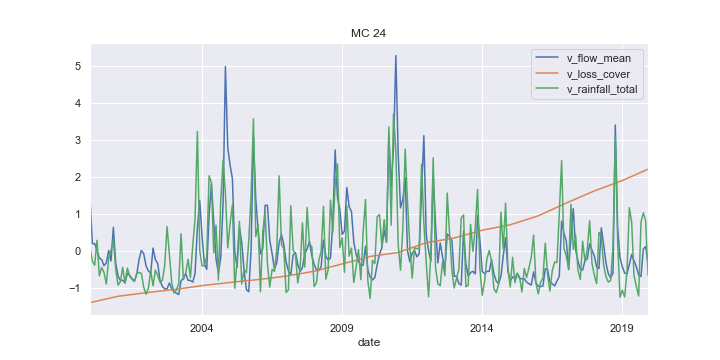 MC 24
v_flow_mean
v_loss_cover
v_rainfall_total
5
4
3
2
1
0
−1
2004 2009 2014 2019
date